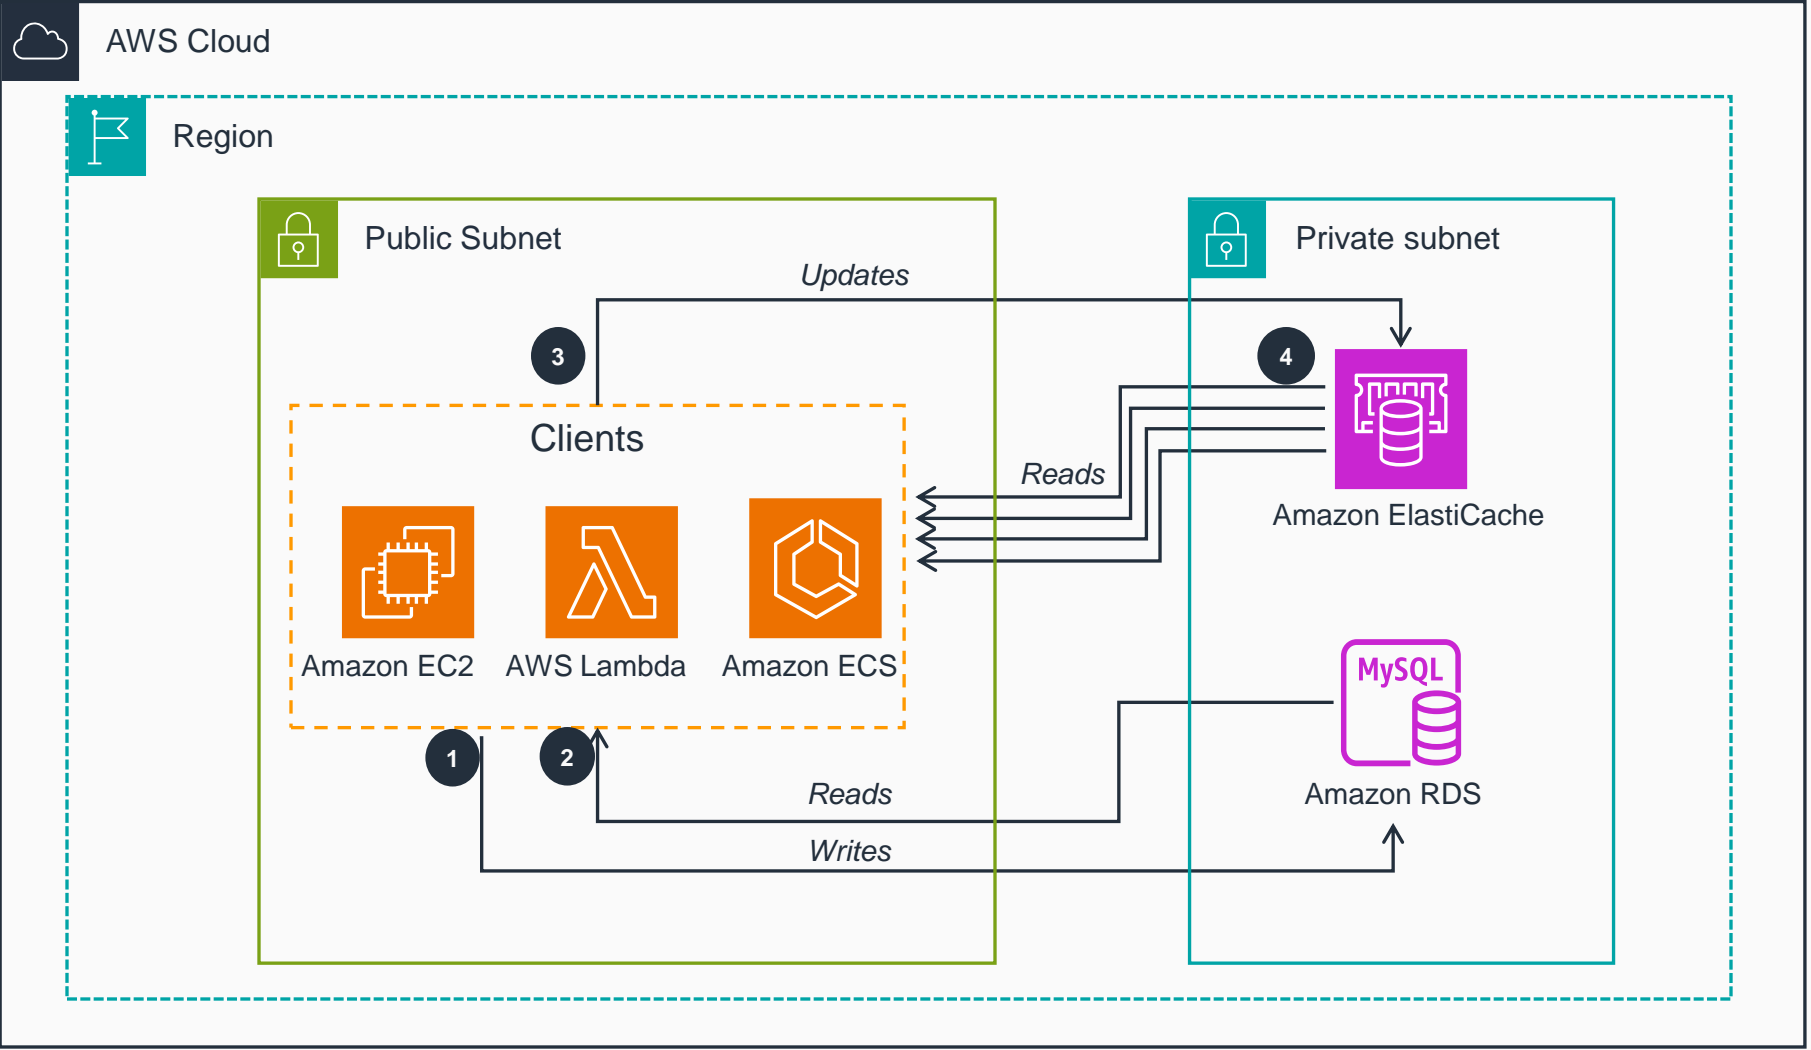 AWS Cloud
Region
Public Subnet
Private subnet
Updates
3
4
Clients
Reads
Amazon ElastiCache
Amazon EC2
AWS Lambda
Amazon ECS
MySQL
1
2
Reads
Amazon RDS
Writes